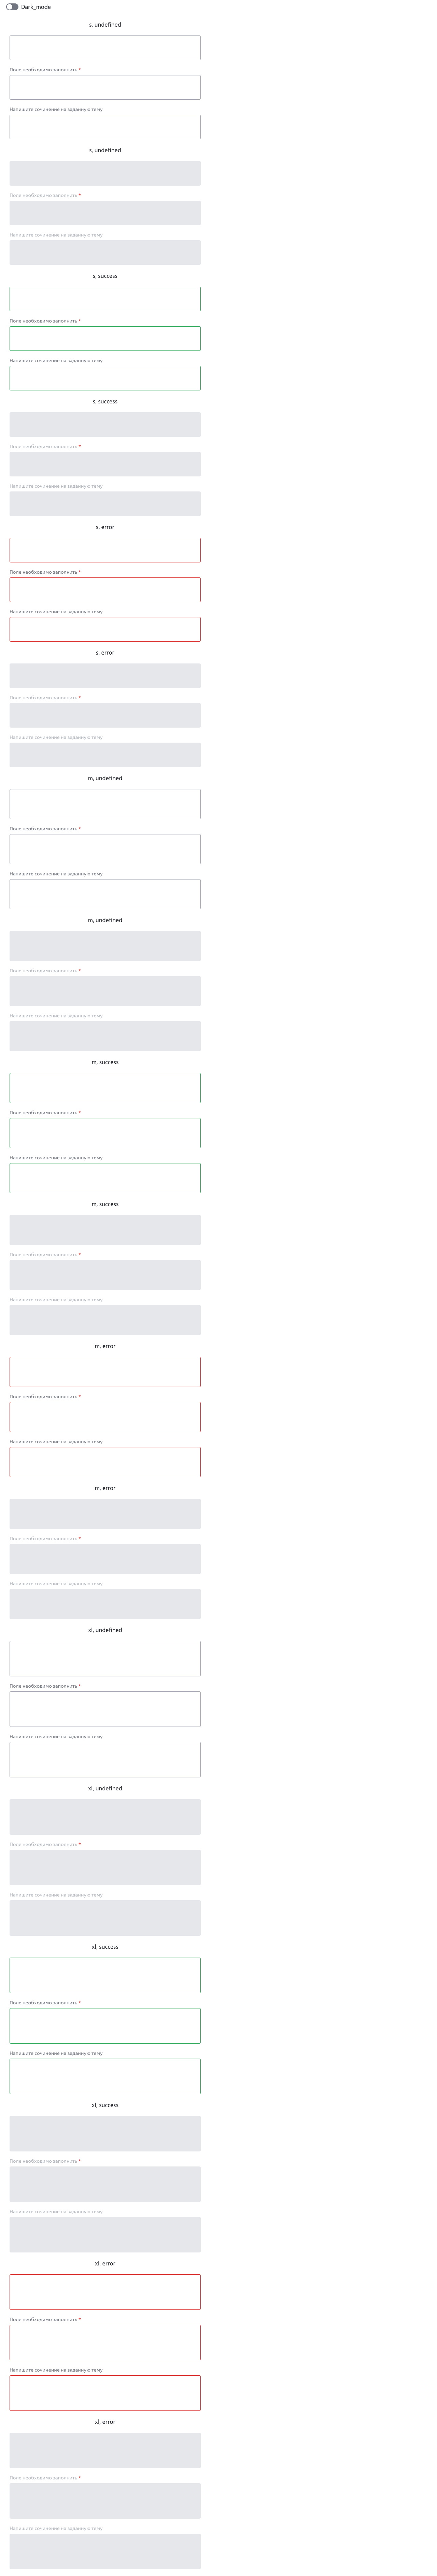 Dark_mode
s, undefined
Поле необходимо заполнить *
Напишите сочинение на заданную тему
s, undefined
Поле необходимо заполнить *
Напишите сочинение на заданную тему
s, success
Поле необходимо заполнить *
Напишите сочинение на заданную тему
s, success
Поле необходимо заполнить *
Напишите сочинение на заданную тему
s, error
Поле необходимо заполнить *
Напишите сочинение на заданную тему
s, error
Поле необходимо заполнить *
Напишите сочинение на заданную тему
m, undefined
Поле необходимо заполнить *
Напишите сочинение на заданную тему
m, undefined
Поле необходимо заполнить *
Напишите сочинение на заданную тему
m, success
Поле необходимо заполнить *
Напишите сочинение на заданную тему
m, success
Поле необходимо заполнить *
Напишите сочинение на заданную тему
m, error
Поле необходимо заполнить *
Напишите сочинение на заданную тему
m, error
Поле необходимо заполнить *
Напишите сочинение на заданную тему
xl, undefined
Поле необходимо заполнить *
Напишите сочинение на заданную тему
xl, undefined
Поле необходимо заполнить *
Напишите сочинение на заданную тему
xl, success
Поле необходимо заполнить *
Напишите сочинение на заданную тему
xl, success
Поле необходимо заполнить *
Напишите сочинение на заданную тему
xl, error
Поле необходимо заполнить *
Напишите сочинение на заданную тему
xl, error
Поле необходимо заполнить *
Напишите сочинение на заданную тему